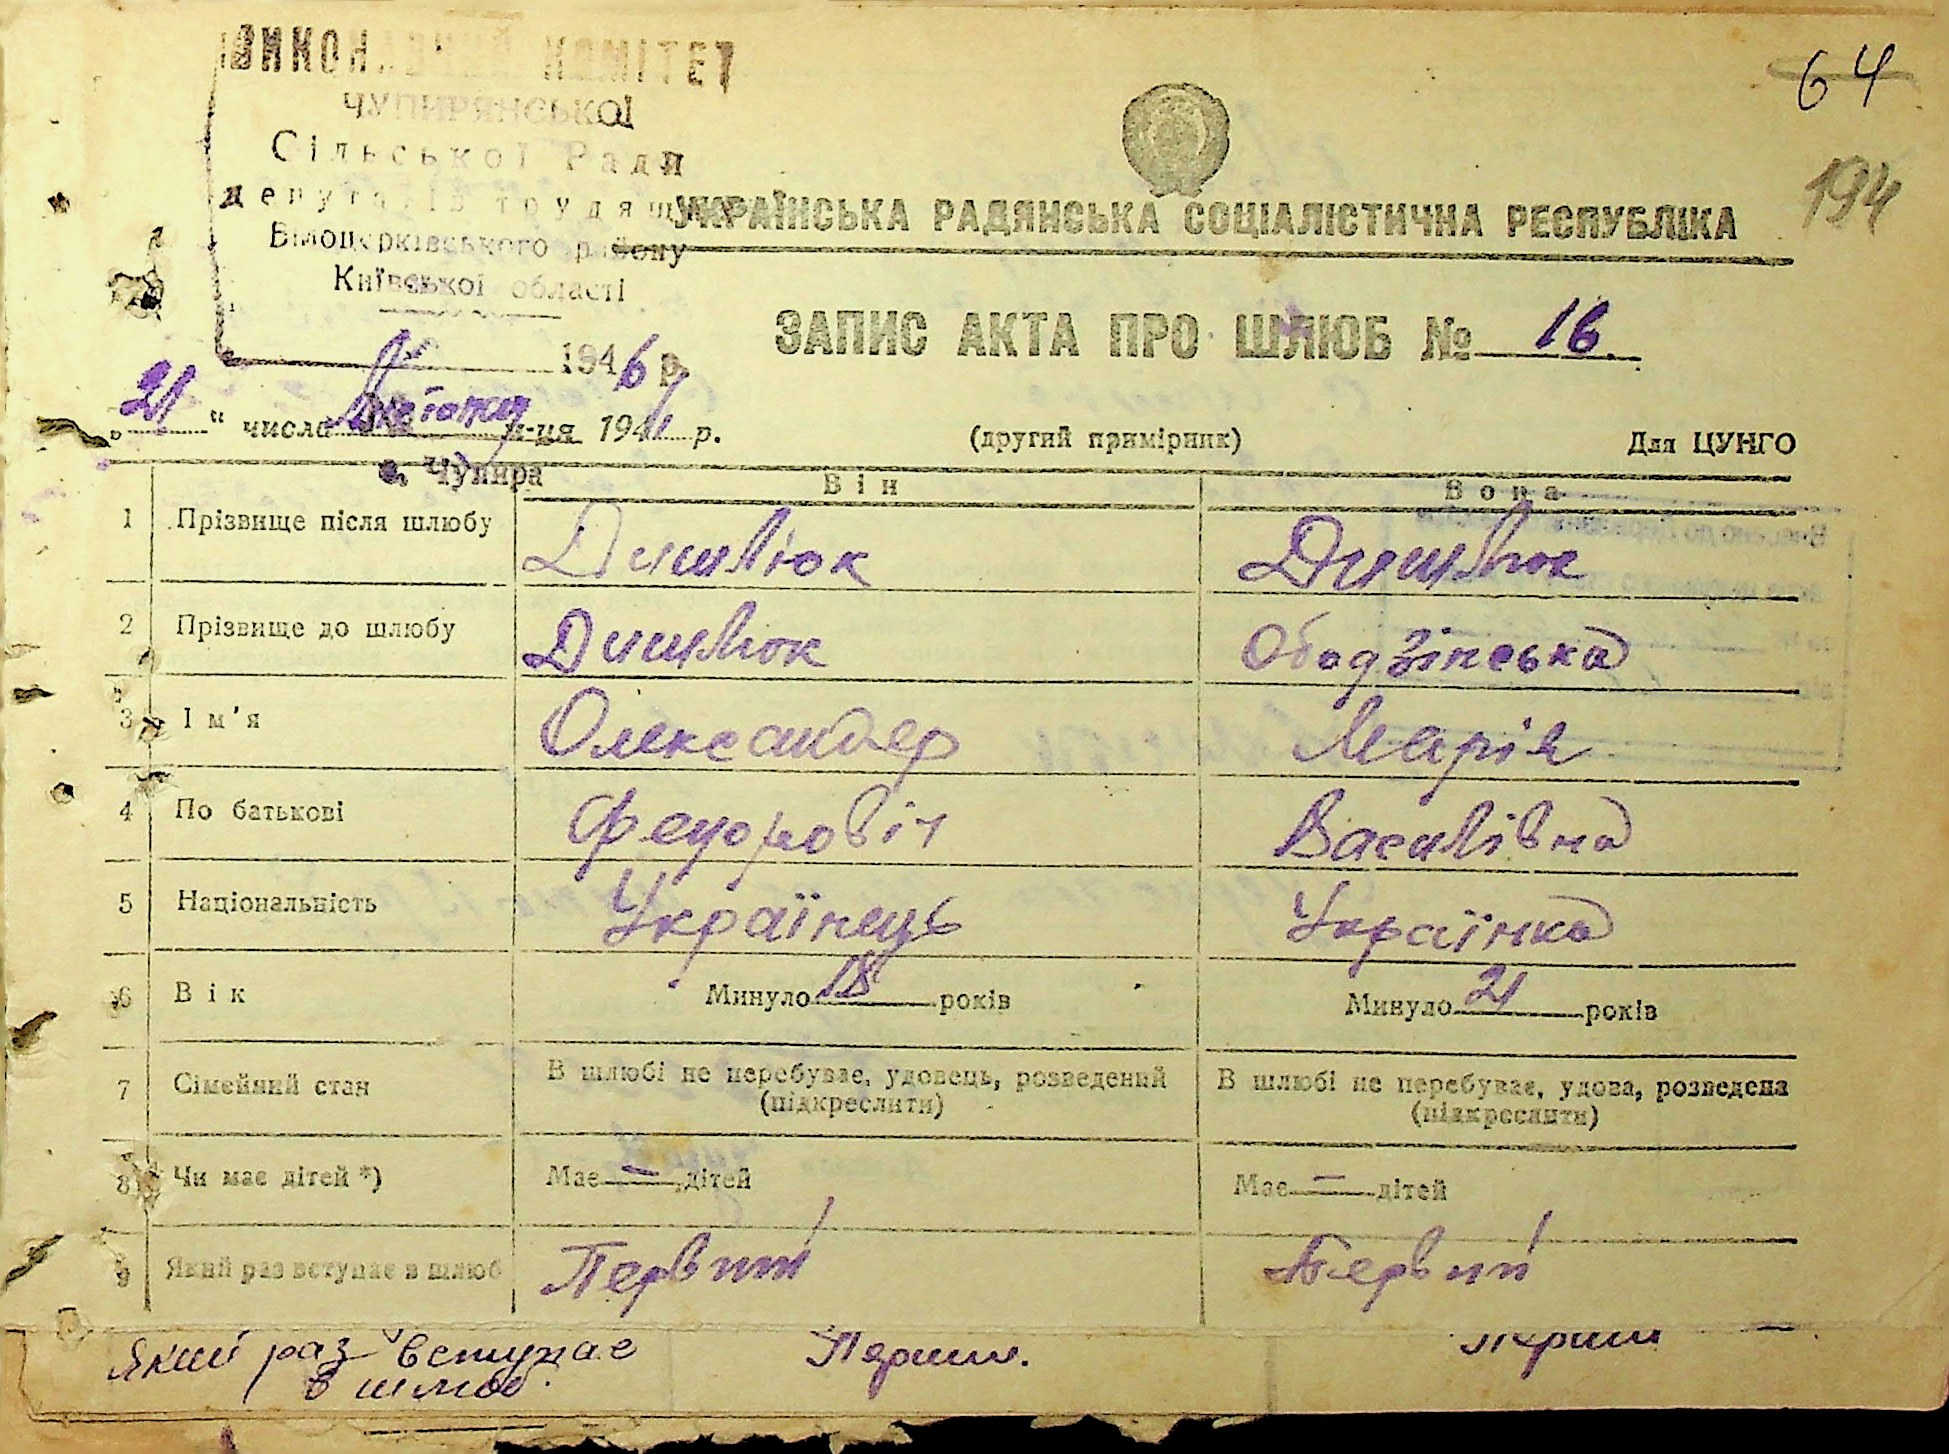 ВИКОНАВЧИЙ КОМІТЕТ
ЧУПИРЯНСЬКОЇ
Сільської Ради
депутатів трудящих
Білоцерківського району
Київської області
1946 р.
64
194
УКРАЇНСЬКА РАДЯНСЬКА СОЦІАЛІСТИЧНА РЕСПУБЛІКА
ЗАПИС АКТА ПРО ШЛЮБ № 16.
„21“ числа м-ця 194 р.
(другий примірник)
Для ЦУНГО
с. Чупира
Він
Вона
1 Прізвище після шлюбу Дишлюк Дишлюк
2 Прізвище до шлюбу Дишлюк Ободзінська
3 Ім'я Олександер Марія
4 По батькові Федорович Василівна
5 Національність Українець Українка
6 Вік Минуло 18 років Минуло 21 років
7 Сімейний стан В шлюбі не перебуває, удовець, розведений (підкреслити) В шлюбі не перебуває, удова, розведена (підкреслити)
8 Чи має дітей *) Має — дітей Має — дітей
9 Який раз вступає в шлюб Первий Первий
Який раз вступає Перший. Перший
в шлюб.